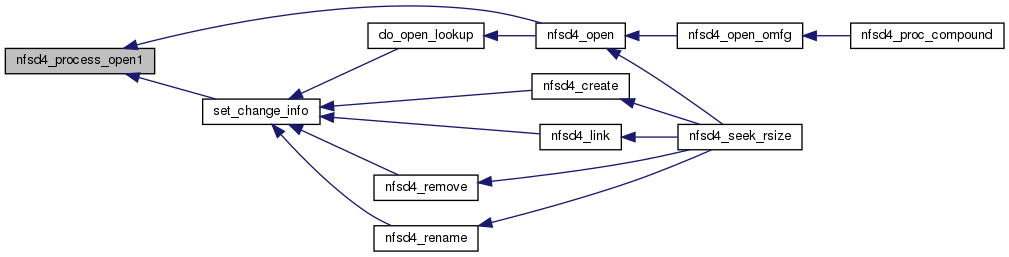 nfsd4_process_open1
set_change_info
do_open_lookup
nfsd4_open
nfsd4_open_omfg
nfsd4_proc_compound
nfsd4_create
nfsd4_link
nfsd4_seek_rsize
nfsd4_remove
nfsd4_rename